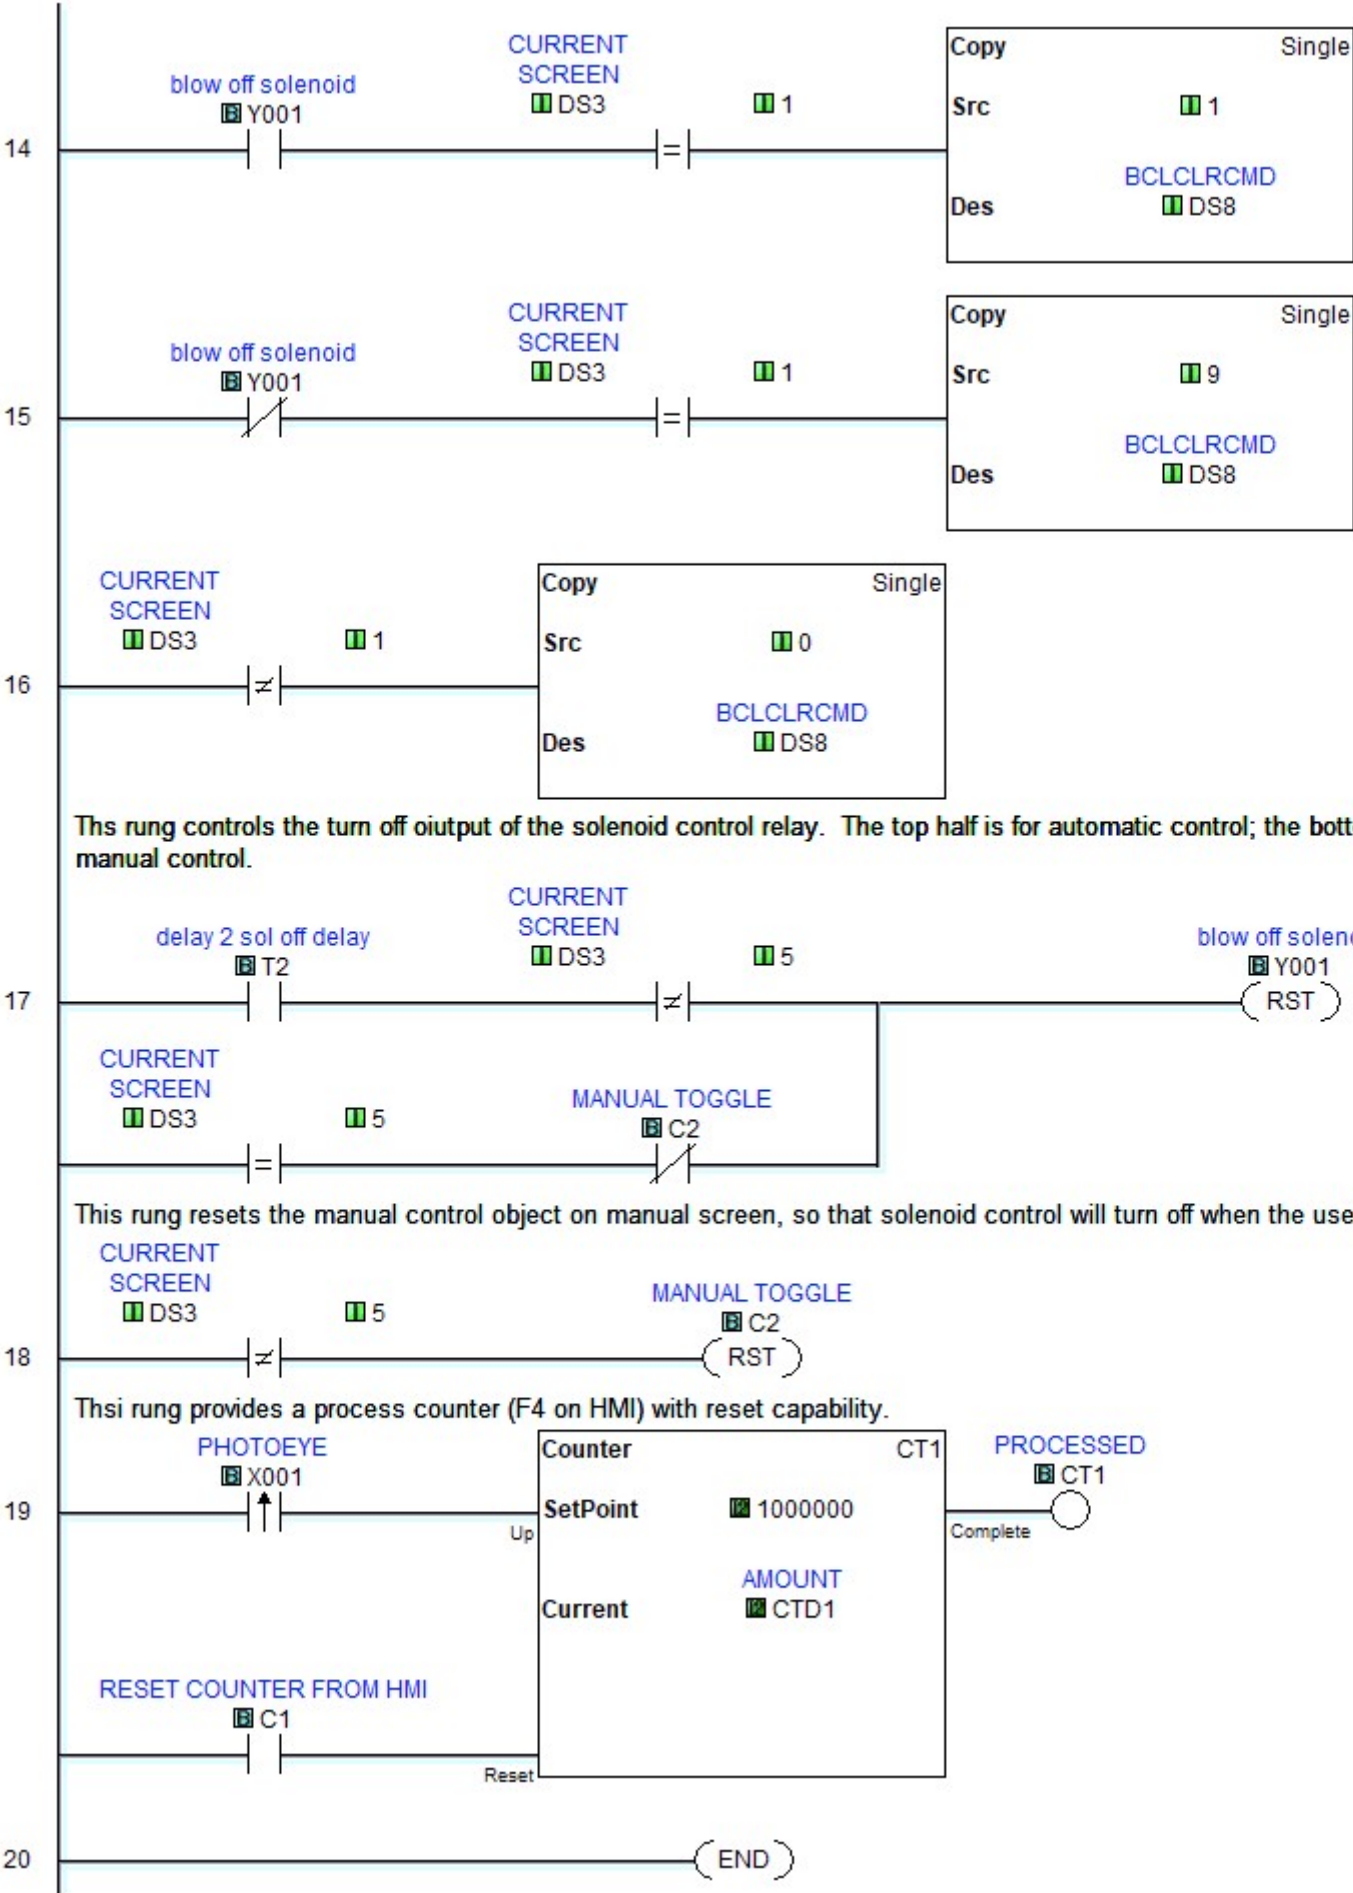 14
blow off solenoid
Y001
CURRENT
SCREEN
DS3
1
=
Copy Single
Src 1
BCLCLRCMD
Des DS8
15
blow off solenoid
Y001
CURRENT
SCREEN
DS3
1
=
Copy Single
Src 9
BCLCLRCMD
Des DS8
16
CURRENT
SCREEN
DS3
1
≠
Copy Single
Src 0
BCLCLRCMD
Des DS8
Ths rung controls the turn off oiutput of the solenoid control relay. The top half is for automatic control; the bott
manual control.
17
delay 2 sol off delay
T2
CURRENT
SCREEN
DS3
5
≠
blow off solen
Y001
RST
CURRENT
SCREEN
DS3
5
=
MANUAL TOGGLE
C2
This rung resets the manual control object on manual screen, so that solenoid control will turn off when the use
18
CURRENT
SCREEN
DS3
5
≠
MANUAL TOGGLE
C2
RST
Thsi rung provides a process counter (F4 on HMI) with reset capability.
19
PHOTOEYE
X001
Up
Counter CT1
SetPoint 1000000
AMOUNT
Current CTD1
PROCESSED
CT1
Complete
RESET COUNTER FROM HMI
C1
Reset
20
END